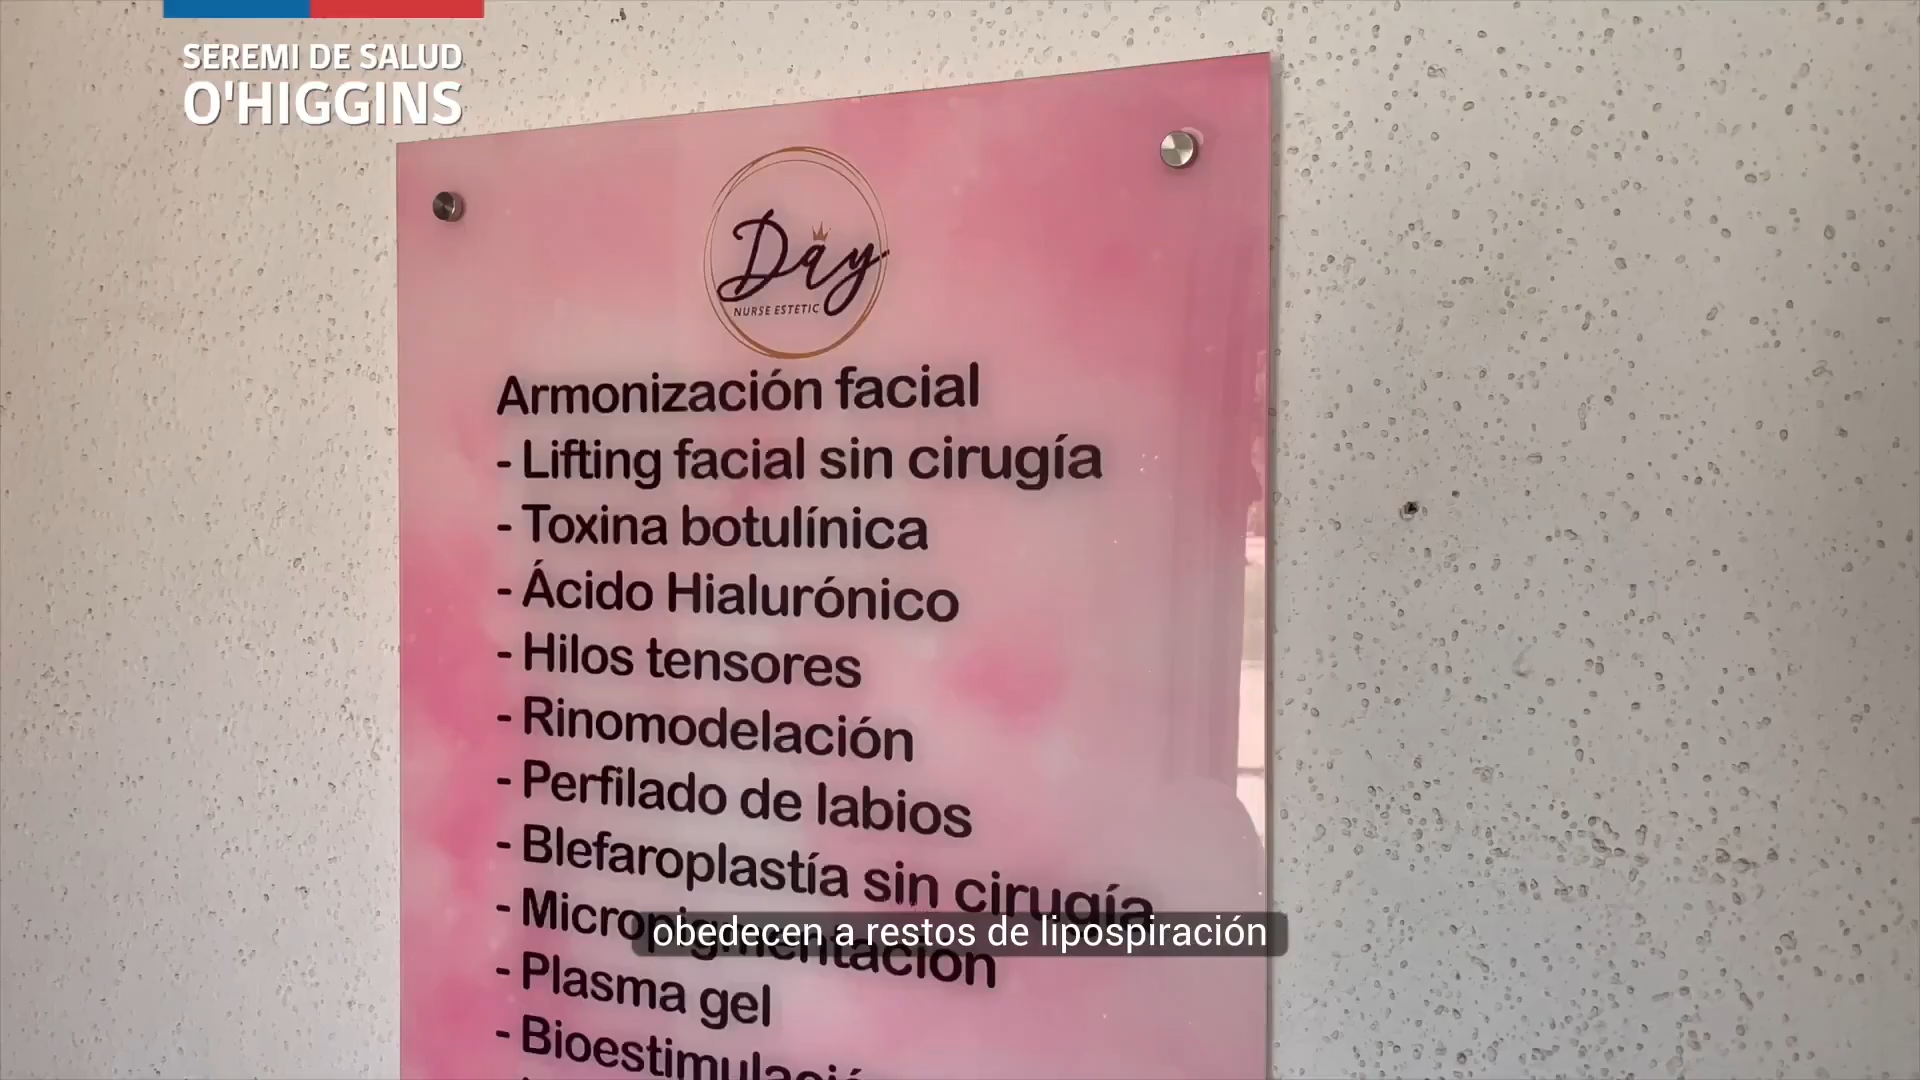 SEREMI DE SALUD
O'HIGGINS
Day
NURSE ESTETIC
Armonización facial
- Lifting facial sin cirugía
- Toxina botulínica
- Ácido Hialurónico
- Hilos tensores
- Rinomodelación
- Perfilado de labios
- Blefaroplastía sin cirugía
- Micropigmentación
obedecen a restos de lipospiración
- Plasma gel